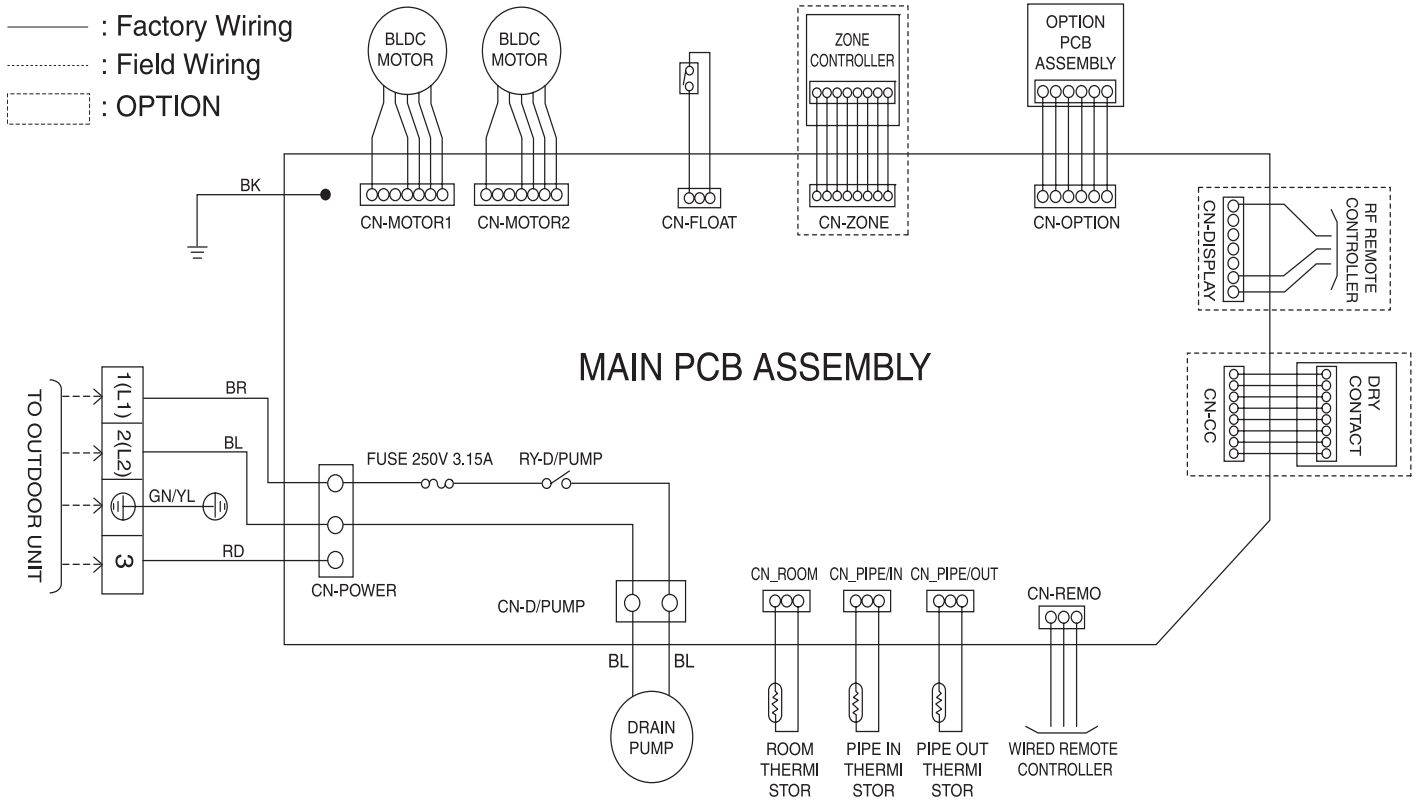 : Factory Wiring
: Field Wiring
: OPTION
BLDC
MOTOR
BLDC
MOTOR
ZONE
CONTROLLER
OPTION
PCB
ASSEMBLY
BK
CN-MOTOR1
CN-MOTOR2
CN-FLOAT
CN-ZONE
CN-OPTION
CN-DISPLAY
RF REMOTE
CONTROLLER
MAIN PCB ASSEMBLY
CN-CC
DRY
CONTACT
TO OUTDOOR UNIT
1(L1)
2(L2)
3
BR
BL
GN/YL
RD
FUSE 250V 3.15A
RY-D/PUMP
CN-POWER
CN-D/PUMP
BL
BL
DRAIN
PUMP
CN_ROOM
CN_PIPE/IN
CN_PIPE/OUT
CN-REMO
ROOM
THERMI
STOR
PIPE IN
THERMI
STOR
PIPE OUT
THERMI
STOR
WIRED REMOTE
CONTROLLER